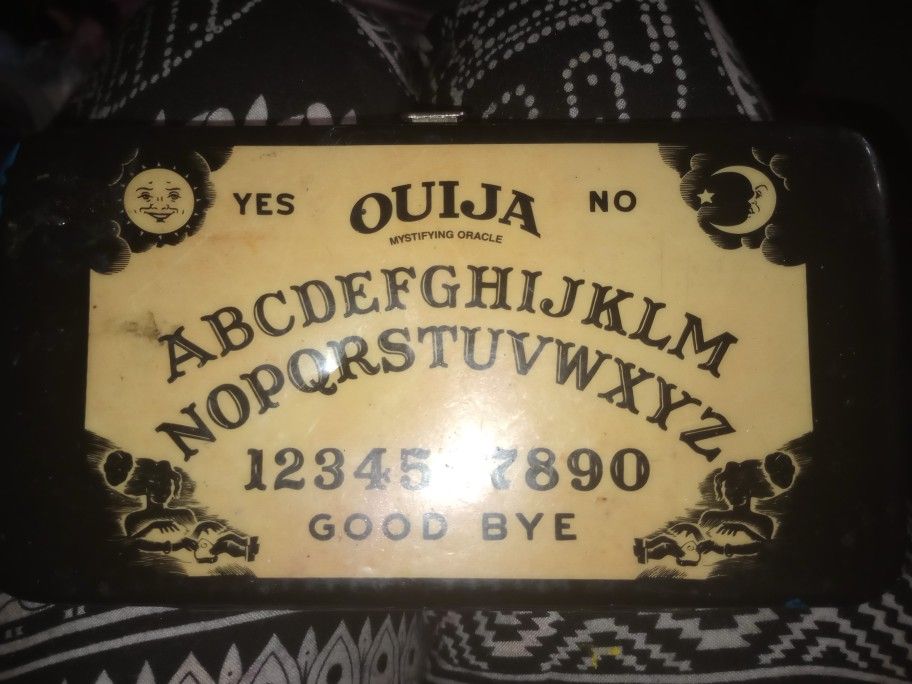 YES OUIJA NO
MYSTIFYING ORACLE
ABCDEFGHIJKLM
NOPQRSTUVWXYZ
12345 7890
GOOD BYE